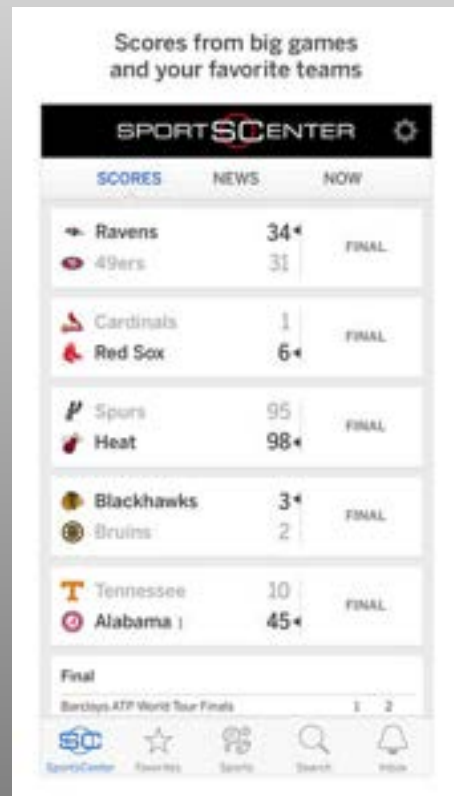 Scores from big games
and your favorite teams
SPORTSCENTER
SCORES NEWS NOW
Ravens 34
49ers 31
FINAL
Cardinals 1
Red Sox 6
FINAL
Spurs 95
Heat 98
FINAL
Blackhawks 3
Bruins 2
FINAL
Tennessee 10
Alabama 45
FINAL
Final
Barclays ATP World Tour Finals 1 2
SC
SportsCenter Favorites Sports Search Inbox